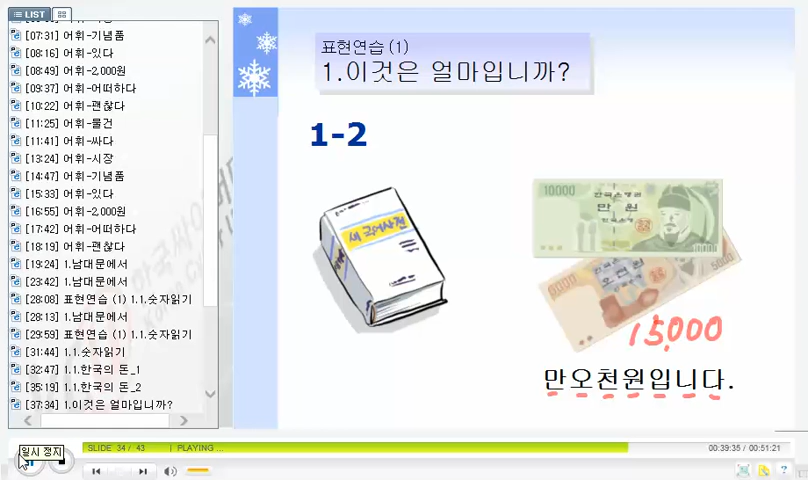 LIST
[07:31] 어휘-기념품
[08:16] 어휘-있다
[08:49] 어휘-2,000원
[09:37] 어휘-어떠하다
[10:22] 어휘-괜찮다
[11:25] 어휘-물건
[11:41] 어휘-싸다
[13:24] 어휘-시장
[14:47] 어휘-기념품
[15:33] 어휘-있다
[16:55] 어휘-2,000원
[17:42] 어휘-어떠하다
[18:19] 어휘-괜찮다
[19:24] 1.남대문에서
[23:42] 1.남대문에서
[28:08] 표현연습 (1) 1.1.숫자읽기
[28:13] 1.남대문에서
[29:59] 표현연습 (1) 1.1.숫자읽기
[31:44] 1.1.숫자읽기
[32:47] 1.1.한국의 돈_1
[35:19] 1.1.한국의 돈_2
[37:34] 1.이것은 얼마입니까?
표현연습 (1)
1.이것은 얼마입니까?
1-2
새 국어사전
10000
한국은행권
만 원
한국은행
10000
오천원
5000
15,000
만오천원입니다.
일시 정지
SLIDE 34 / 43
PLAYING ...
00:39:35 / 00:51:21